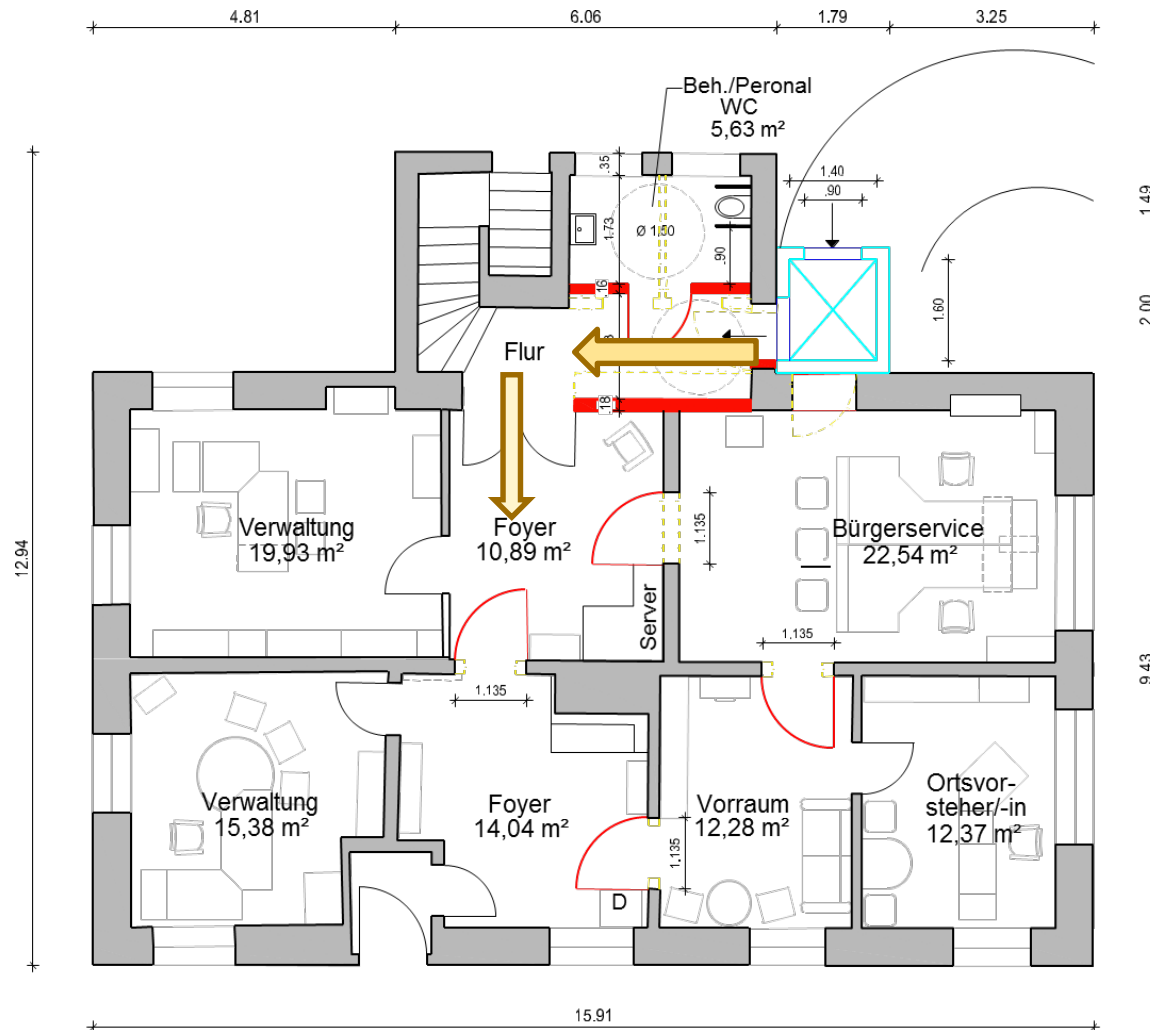 4.81
6.06
1.79
3.25
Beh./Peronal
WC
5,63 m²
.35
1.40
.90
1.49
1.73
Ø 1.50
.90
.16
1.60
2.00
Flur
.18
12.94
Verwaltung
19,93 m²
Foyer
10,89 m²
1.135
Bürgerservice
22,54 m²
Server
1.135
1.135
9.43
Verwaltung
15,38 m²
Foyer
14,04 m²
Vorraum
12,28 m²
Ortsvor-
steher/-in
12,37 m²
1.135
D
15.91